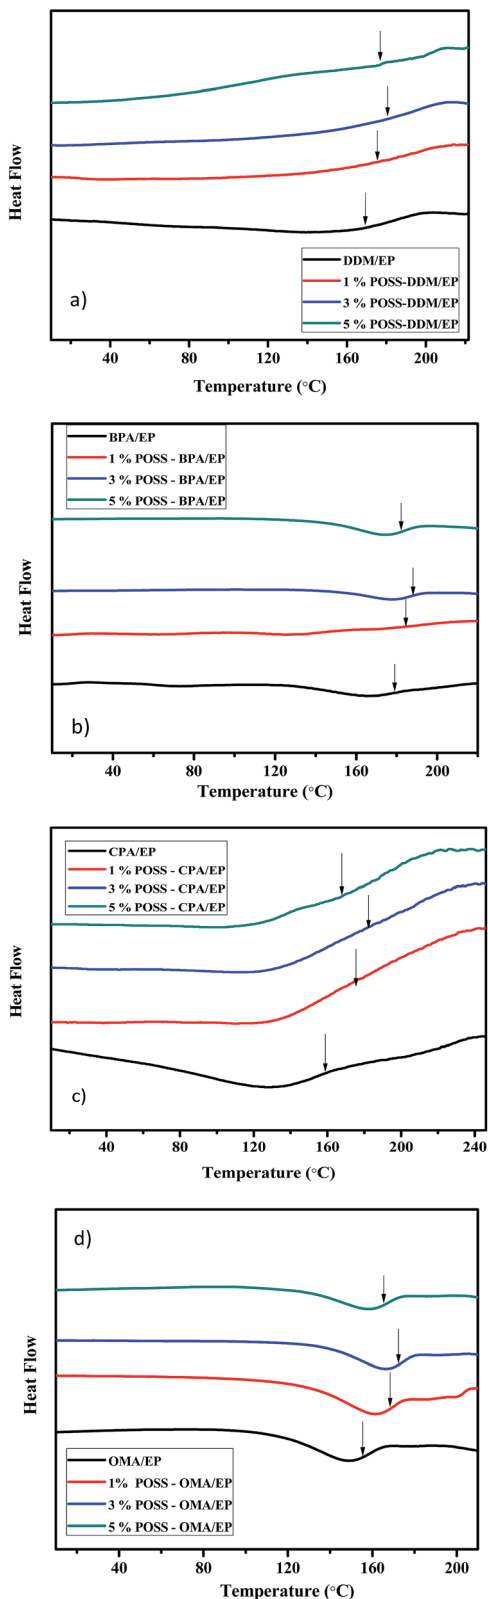 Heat Flow
a)
DDM/EP
1 % POSS-DDM/EP
3 % POSS-DDM/EP
5 % POSS-DDM/EP
40 80 120 160 200
Temperature (°C)
BPA/EP
1 % POSS - BPA/EP
3 % POSS - BPA/EP
5 % POSS - BPA/EP
Heat Flow
b)
40 80 120 160 200
Temperature (°C)
CPA/EP
1 % POSS - CPA/EP
3 % POSS - CPA/EP
5 % POSS - CPA/EP
Heat Flow
c)
40 80 120 160 200 240
Temperature (°C)
d)
Heat Flow
OMA/EP
1% POSS - OMA/EP
3 % POSS - OMA/EP
5 % POSS - OMA/EP
40 80 120 160 200
Temperature (°C)